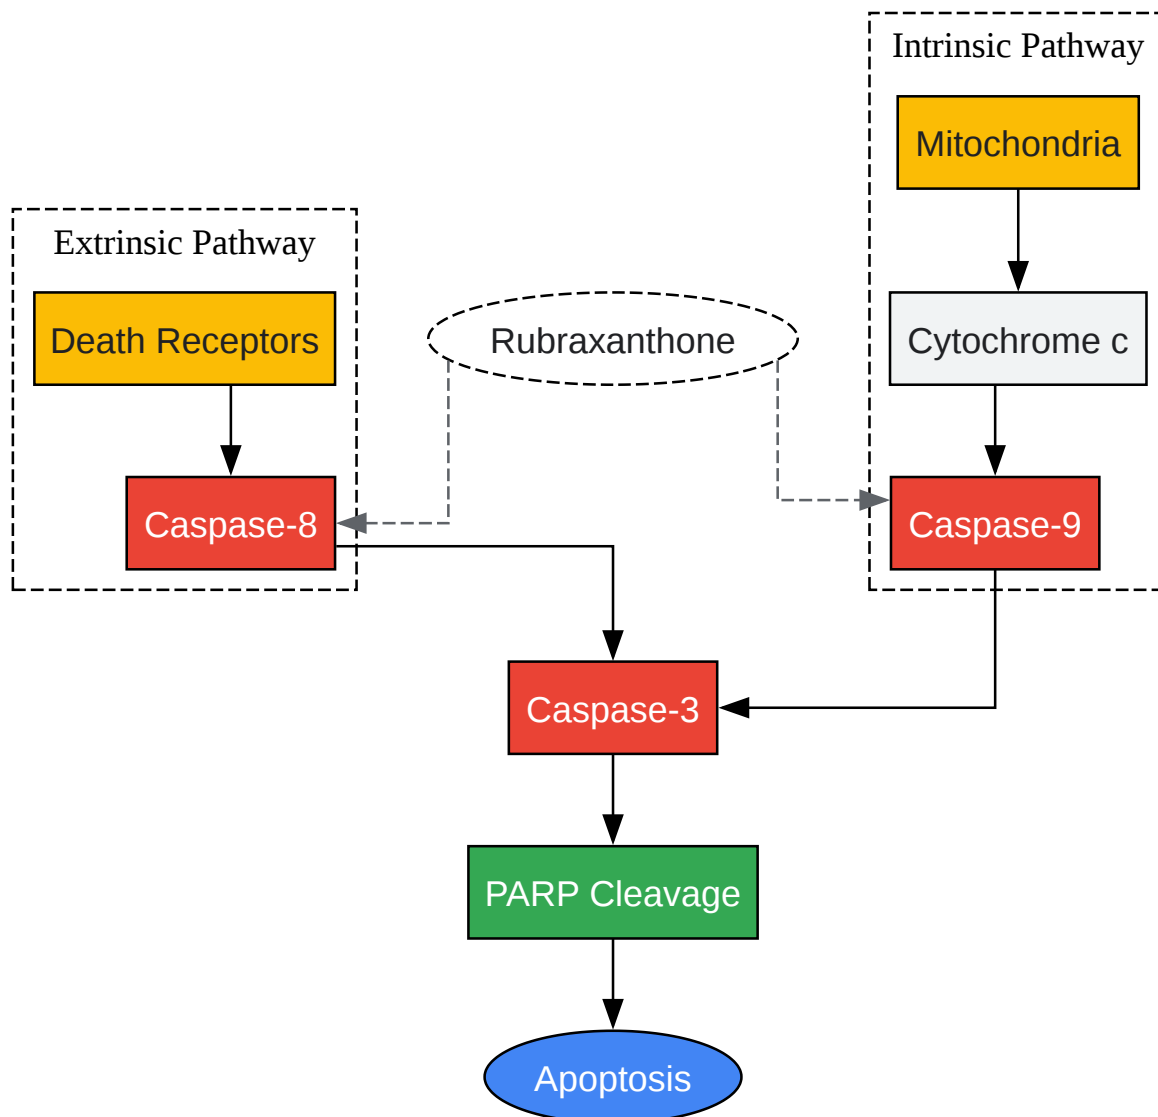 Intrinsic Pathway
Mitochondria
Extrinsic Pathway
Death Receptors
Rubraxanthone
Cytochrome c
Caspase-8
Caspase-9
Caspase-3
PARP Cleavage
Apoptosis